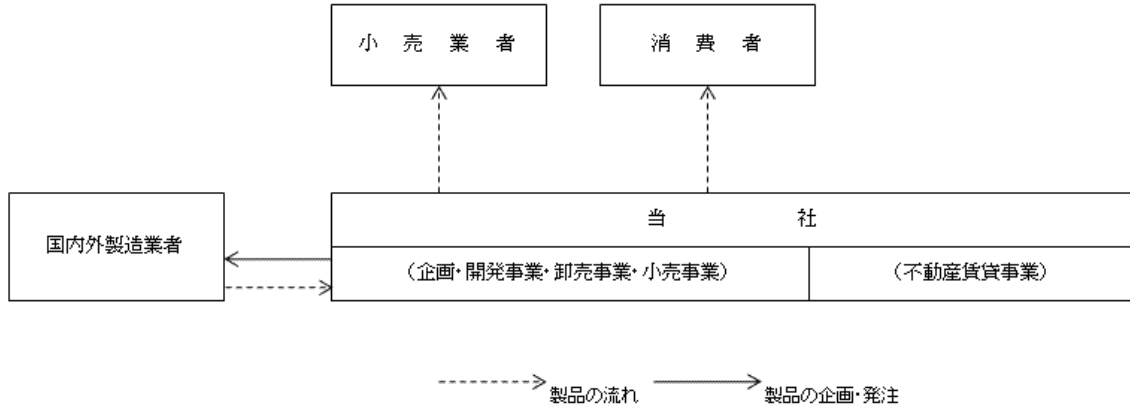 小売業者
消費者
当社
国内外製造業者
（企画・開発事業・卸売事業・小売事業）
（不動産賃貸事業）
製品の流れ
製品の企画・発注